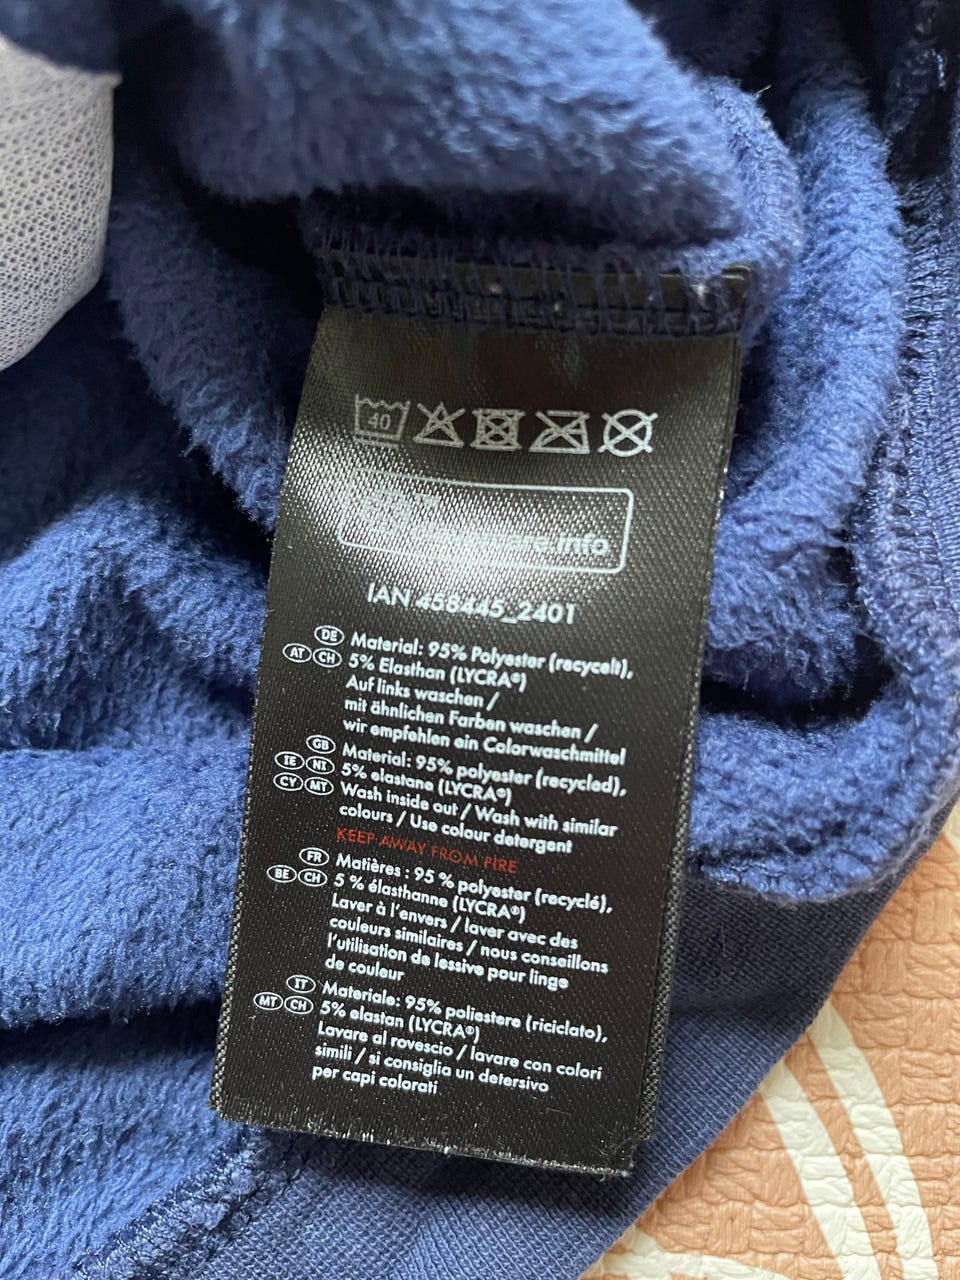 40
IAN 458445_2401
DE Material: 95% Polyester (recycelt),
AT CH 5% Elasthan (LYCRA®)
Auf links waschen /
mit ähnlichen Farben waschen /
wir empfehlen ein Colorwaschmittel
GB Material: 95% polyester (recycled),
IE NI 5% elastane (LYCRA®)
CY MT Wash inside out / Wash with similar
colours / Use colour detergent
KEEP AWAY FROM FIRE
FR Matières : 95 % polyester (recyclé),
BE CH 5 % élasthanne (LYCRA®)
Laver à l'envers / laver avec des
couleurs similaires / nous conseillons
l'utilisation de lessive pour linge
de couleur
IT Materiale: 95% poliestere (riciclato),
MT CH 5% elastan (LYCRA®)
Lavare al rovescio / lavare con colori
simili / si consiglia un detersivo
per capi colorati